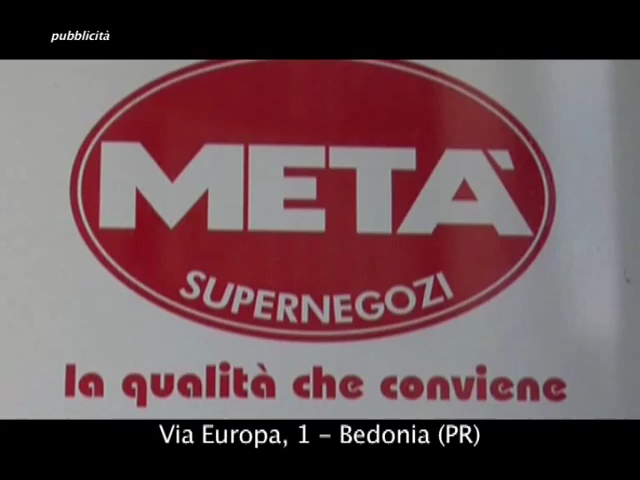 pubblicità
METÀ
SUPERNEGOZI
la qualità che conviene
Via Europa, 1 – Bedonia (PR)